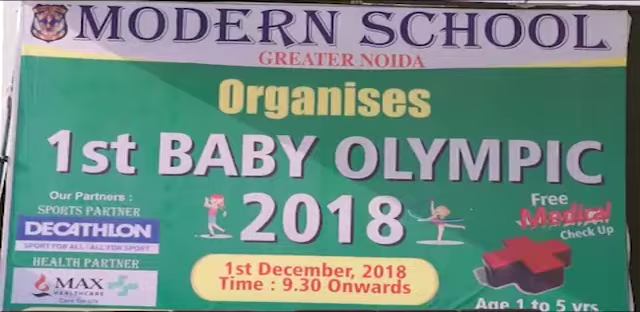 MODERN SCHOOL
GREATER NOIDA
Organises
1st BABY OLYMPIC
2018
Our Partners :
SPORTS PARTNER
DECATHLON
SPORT FOR ALL / ALL FOR SPORT
HEALTH PARTNER
MAX
HEALTHCARE
1st December, 2018
Time : 9.30 Onwards
Free
Medical
Check Up
Age 1 to 5 yrs